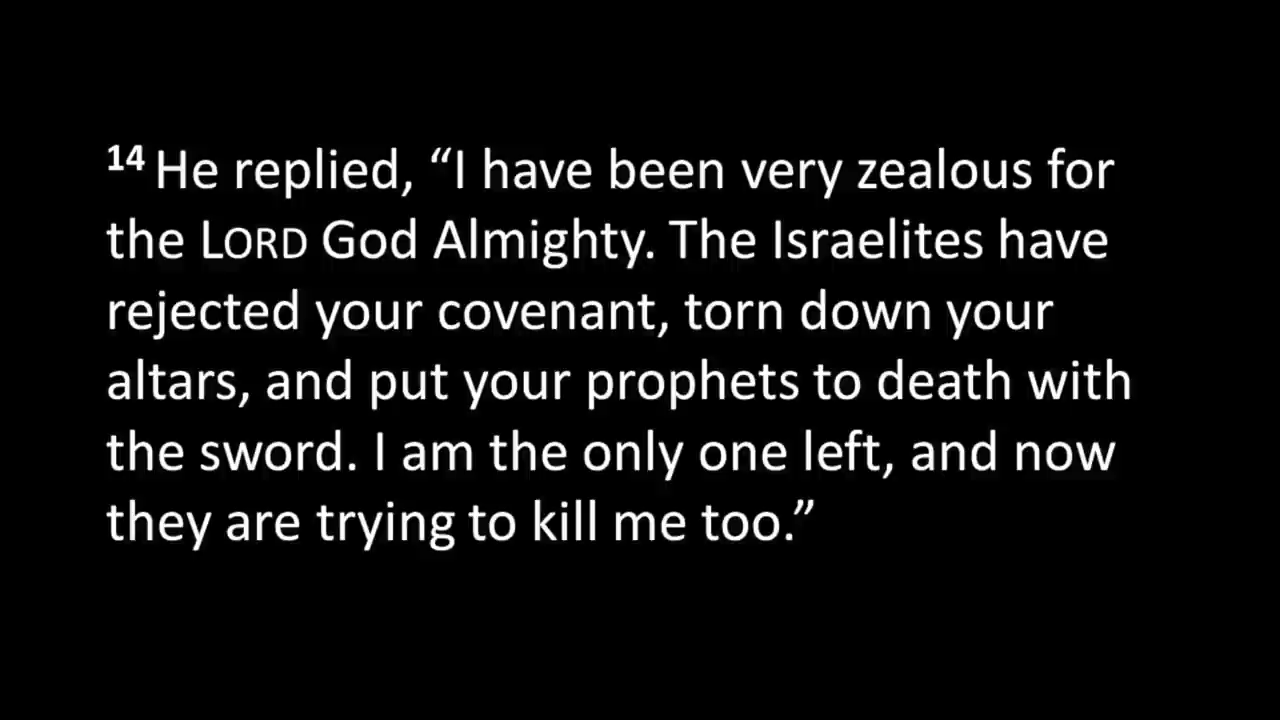 14 He replied, “I have been very zealous for
the LORD God Almighty. The Israelites have
rejected your covenant, torn down your
altars, and put your prophets to death with
the sword. I am the only one left, and now
they are trying to kill me too.”